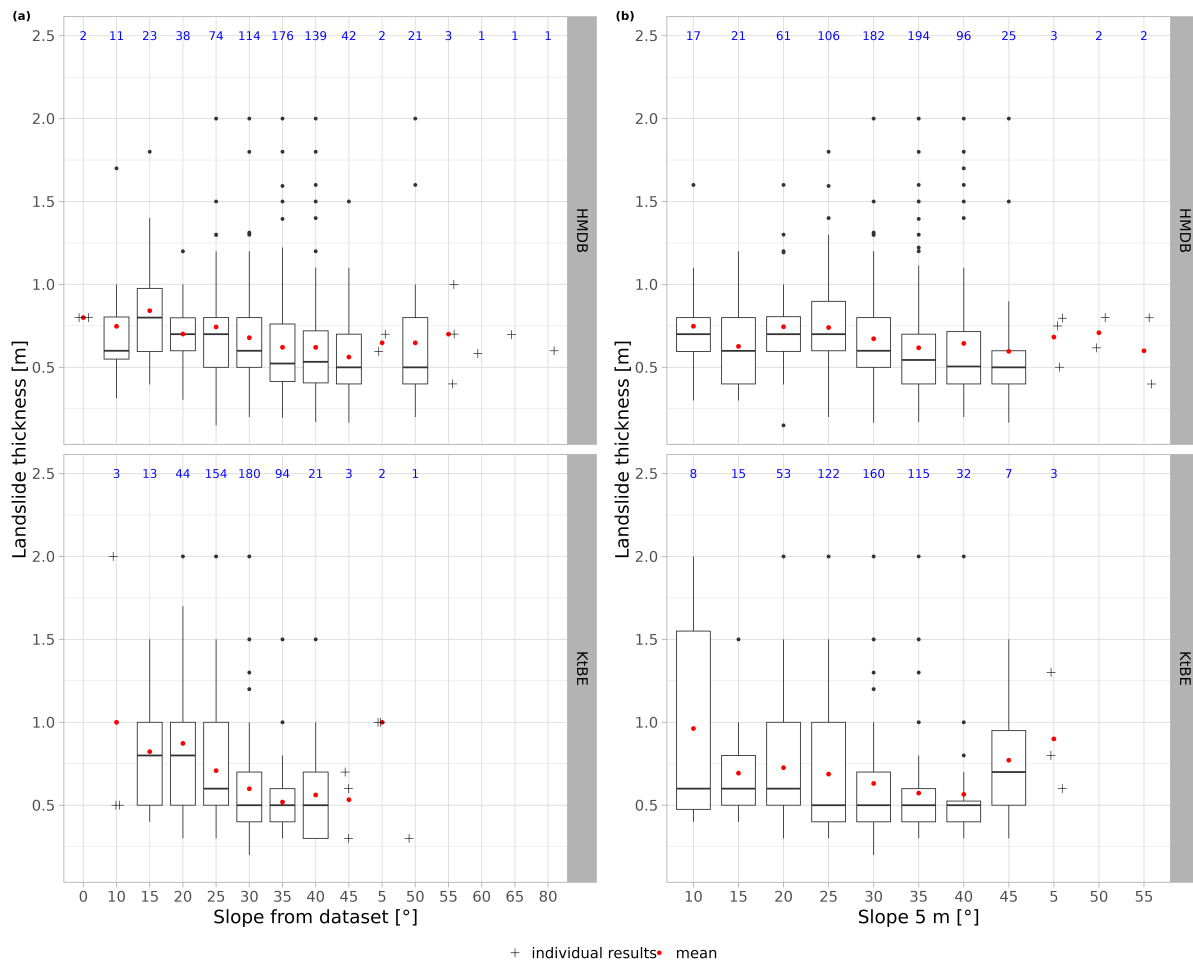 (a)
2 11 23 38 74 114 176 139 42 2 21 3 1 1 1
2.5
2.0
1.5
1.0
0.5
HMDB
3 13 44 154 180 94 21 3 2 1
2.5
2.0
1.5
1.0
0.5
KtBE
Landslide thickness [m]
0 10 15 20 25 30 35 40 45 5 50 55 60 65 80
Slope from dataset [°]
(b)
17 21 61 106 182 194 96 25 3 2 2
2.5
2.0
1.5
1.0
0.5
HMDB
8 15 53 122 160 115 32 7 3
2.5
2.0
1.5
1.0
0.5
KtBE
Landslide thickness [m]
10 15 20 25 30 35 40 45 5 50 55
Slope 5 m [°]
individual results mean